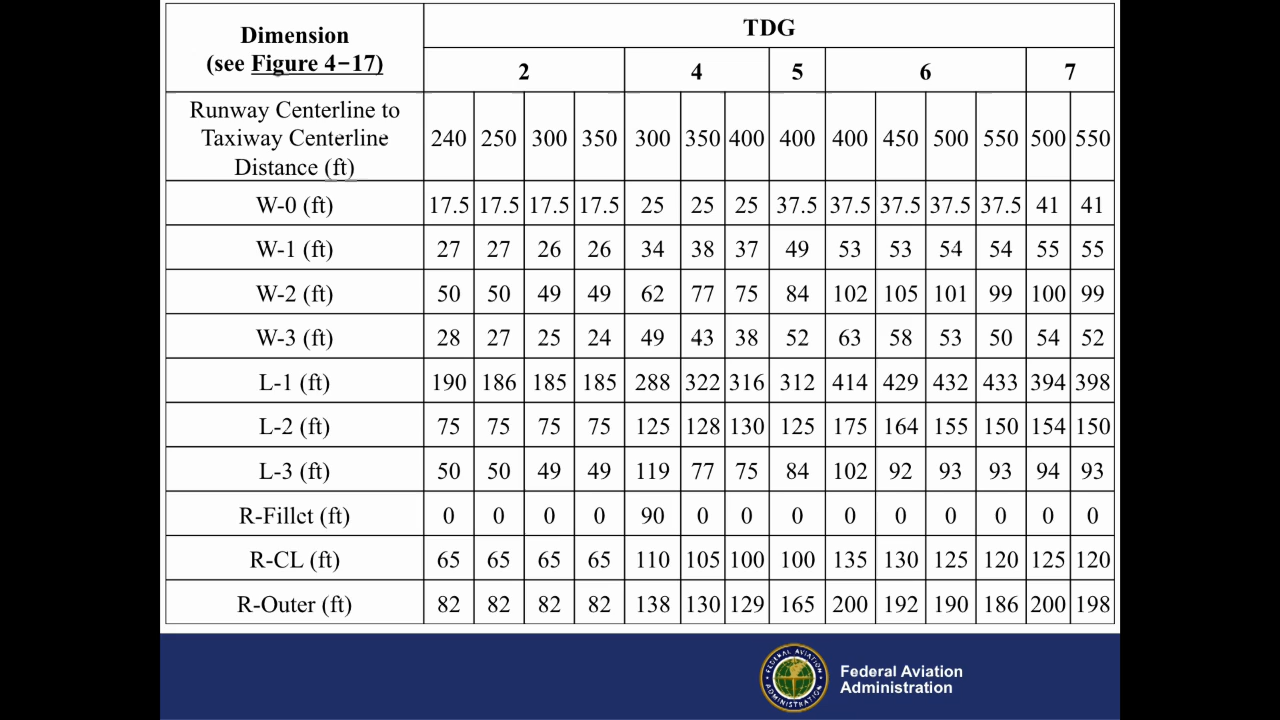 Dimension
(see Figure 4−17)
TDG
2 4 5 6 7
Runway Centerline to
Taxiway Centerline
Distance (ft)
240 250 300 350 300 350 400 400 400 450 500 550 500 550
W-0 (ft) 17.5 17.5 17.5 17.5 25 25 25 37.5 37.5 37.5 37.5 37.5 41 41
W-1 (ft) 27 27 26 26 34 38 37 49 53 53 54 54 55 55
W-2 (ft) 50 50 49 49 62 77 75 84 102 105 101 99 100 99
W-3 (ft) 28 27 25 24 49 43 38 52 63 58 53 50 54 52
L-1 (ft) 190 186 185 185 288 322 316 312 414 429 432 433 394 398
L-2 (ft) 75 75 75 75 125 128 130 125 175 164 155 150 154 150
L-3 (ft) 50 50 49 49 119 77 75 84 102 92 93 93 94 93
R-Fillet (ft) 0 0 0 0 90 0 0 0 0 0 0 0 0 0
R-CL (ft) 65 65 65 65 110 105 100 100 135 130 125 120 125 120
R-Outer (ft) 82 82 82 82 138 130 129 165 200 192 190 186 200 198
FEDERAL AVIATION
ADMINISTRATION
Federal Aviation
Administration